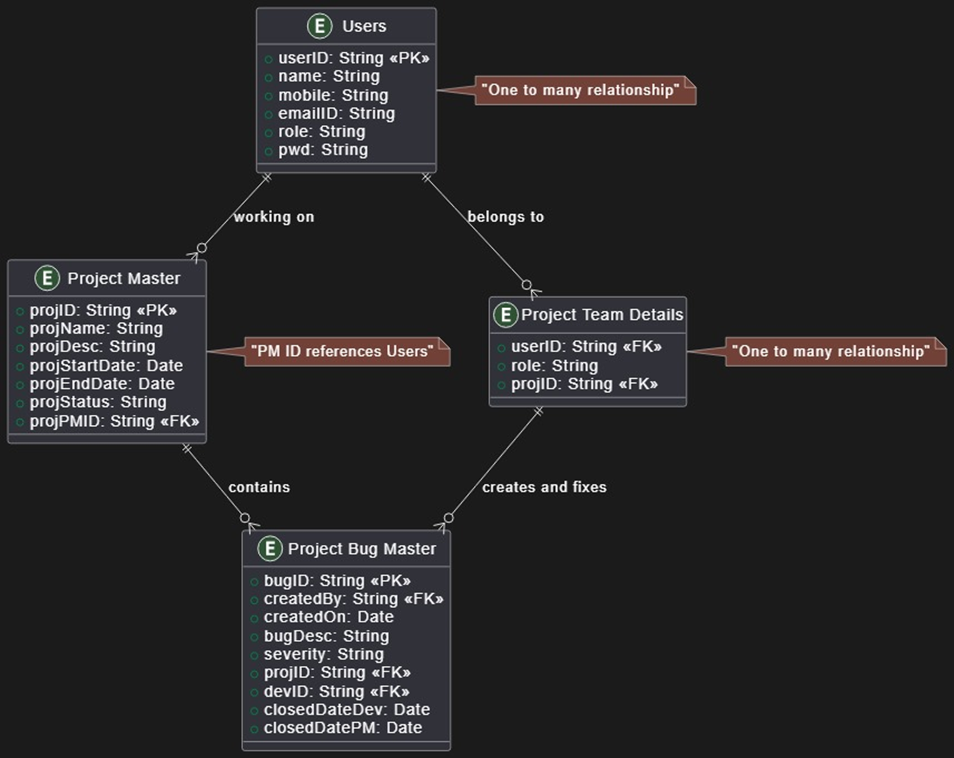 E Users
userID: String «PK»
name: String
mobile: String
emailID: String
role: String
pwd: String
"One to many relationship"
working on
belongs to
E Project Master
projID: String «PK»
projName: String
projDesc: String
projStartDate: Date
projEndDate: Date
projStatus: String
projPMID: String «FK»
"PM ID references Users"
E Project Team Details
userID: String «FK»
role: String
projID: String «FK»
"One to many relationship"
contains
creates and fixes
E Project Bug Master
bugID: String «PK»
createdBy: String «FK»
createdOn: Date
bugDesc: String
severity: String
projID: String «FK»
devID: String «FK»
closedDateDev: Date
closedDatePM: Date